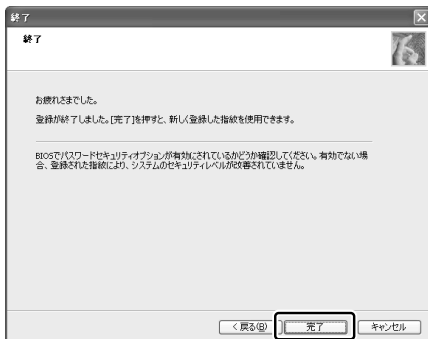 終了
終了
お疲れさまでした。
登録が終了しました。[完了]を押すと、新しく登録した指紋を使用できます。
BIOSでパスワードセキュリティオプションが有効にされているかどうか確認してください。有効でない場
合、登録された指紋により、システムのセキュリティレベルが改善されていません。
< 戻る(B)
完了
キャンセル